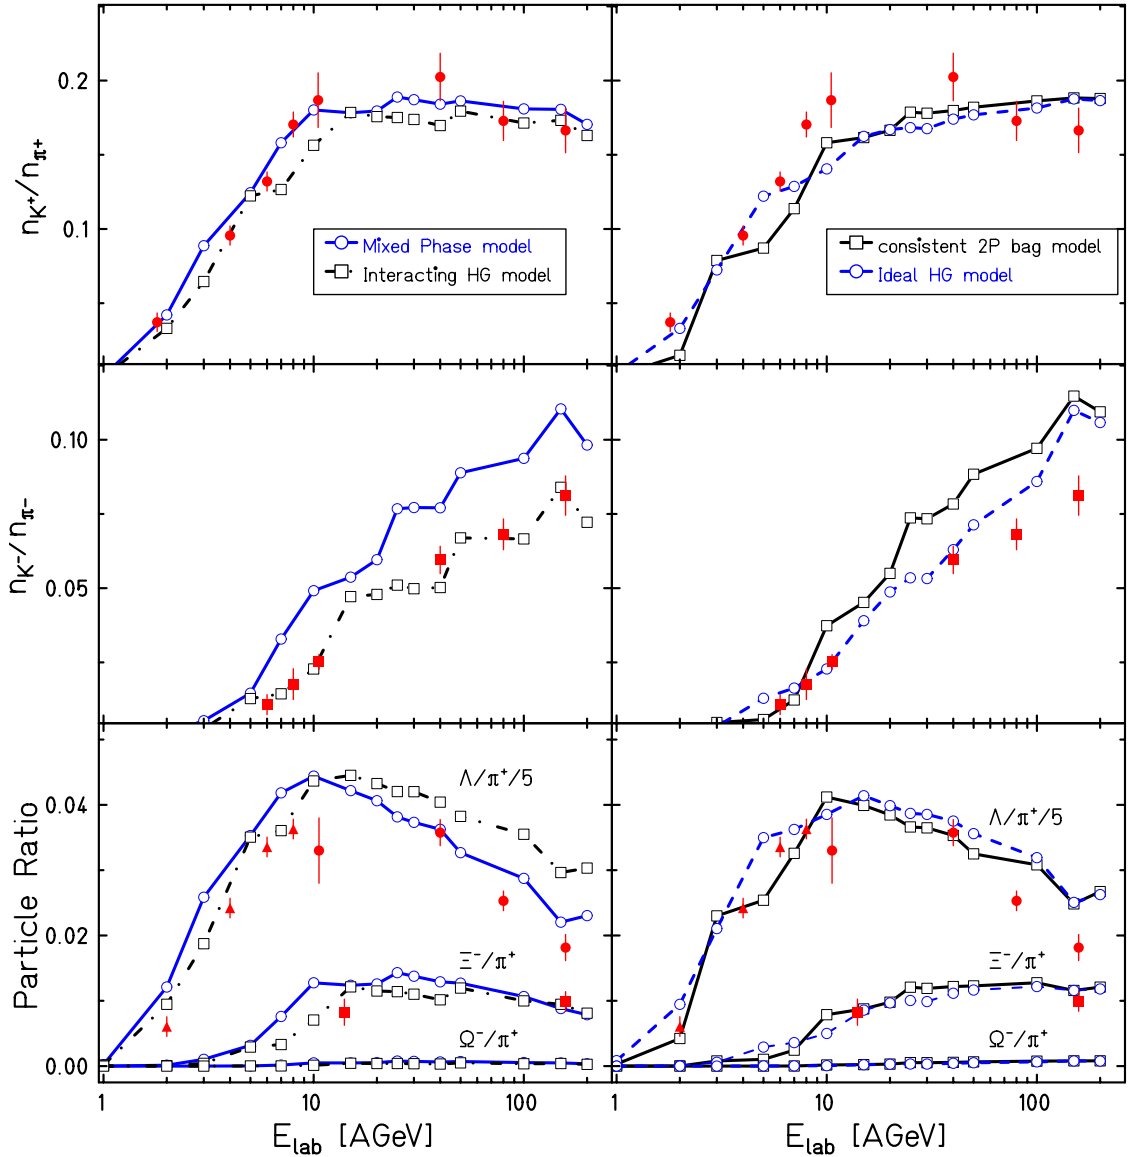 0.2
0.1
n_K+/n_π+
Mixed Phase model
Interacting HG model
consistent 2P bag model
Ideal HG model
0.10
0.05
n_K-/n_π-
0.04
0.02
0.00
Particle Ratio
Λ/π⁺/5
Ξ⁻/π⁺
Ω⁻/π⁺
Λ/π⁺/5
Ξ⁻/π⁺
Ω⁻/π⁺
1 10 100 1 10 100
E_lab [AGeV] E_lab [AGeV]